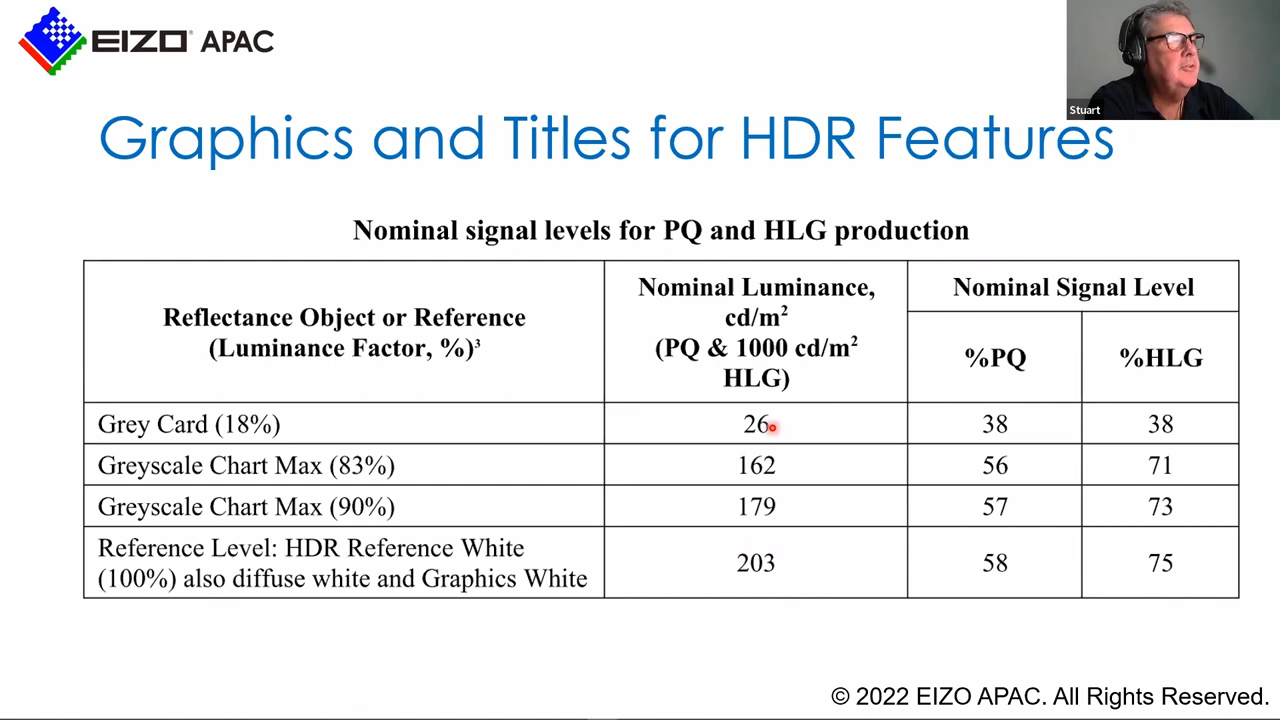 EIZO® APAC
Stuart
Graphics and Titles for HDR Features
Nominal signal levels for PQ and HLG production
Reflectance Object or Reference
(Luminance Factor, %)³
Nominal Luminance,
cd/m²
(PQ & 1000 cd/m²
HLG)
Nominal Signal Level
%PQ
%HLG
Grey Card (18%)
26
38
38
Greyscale Chart Max (83%)
162
56
71
Greyscale Chart Max (90%)
179
57
73
Reference Level: HDR Reference White
(100%) also diffuse white and Graphics White
203
58
75
© 2022 EIZO APAC. All Rights Reserved.